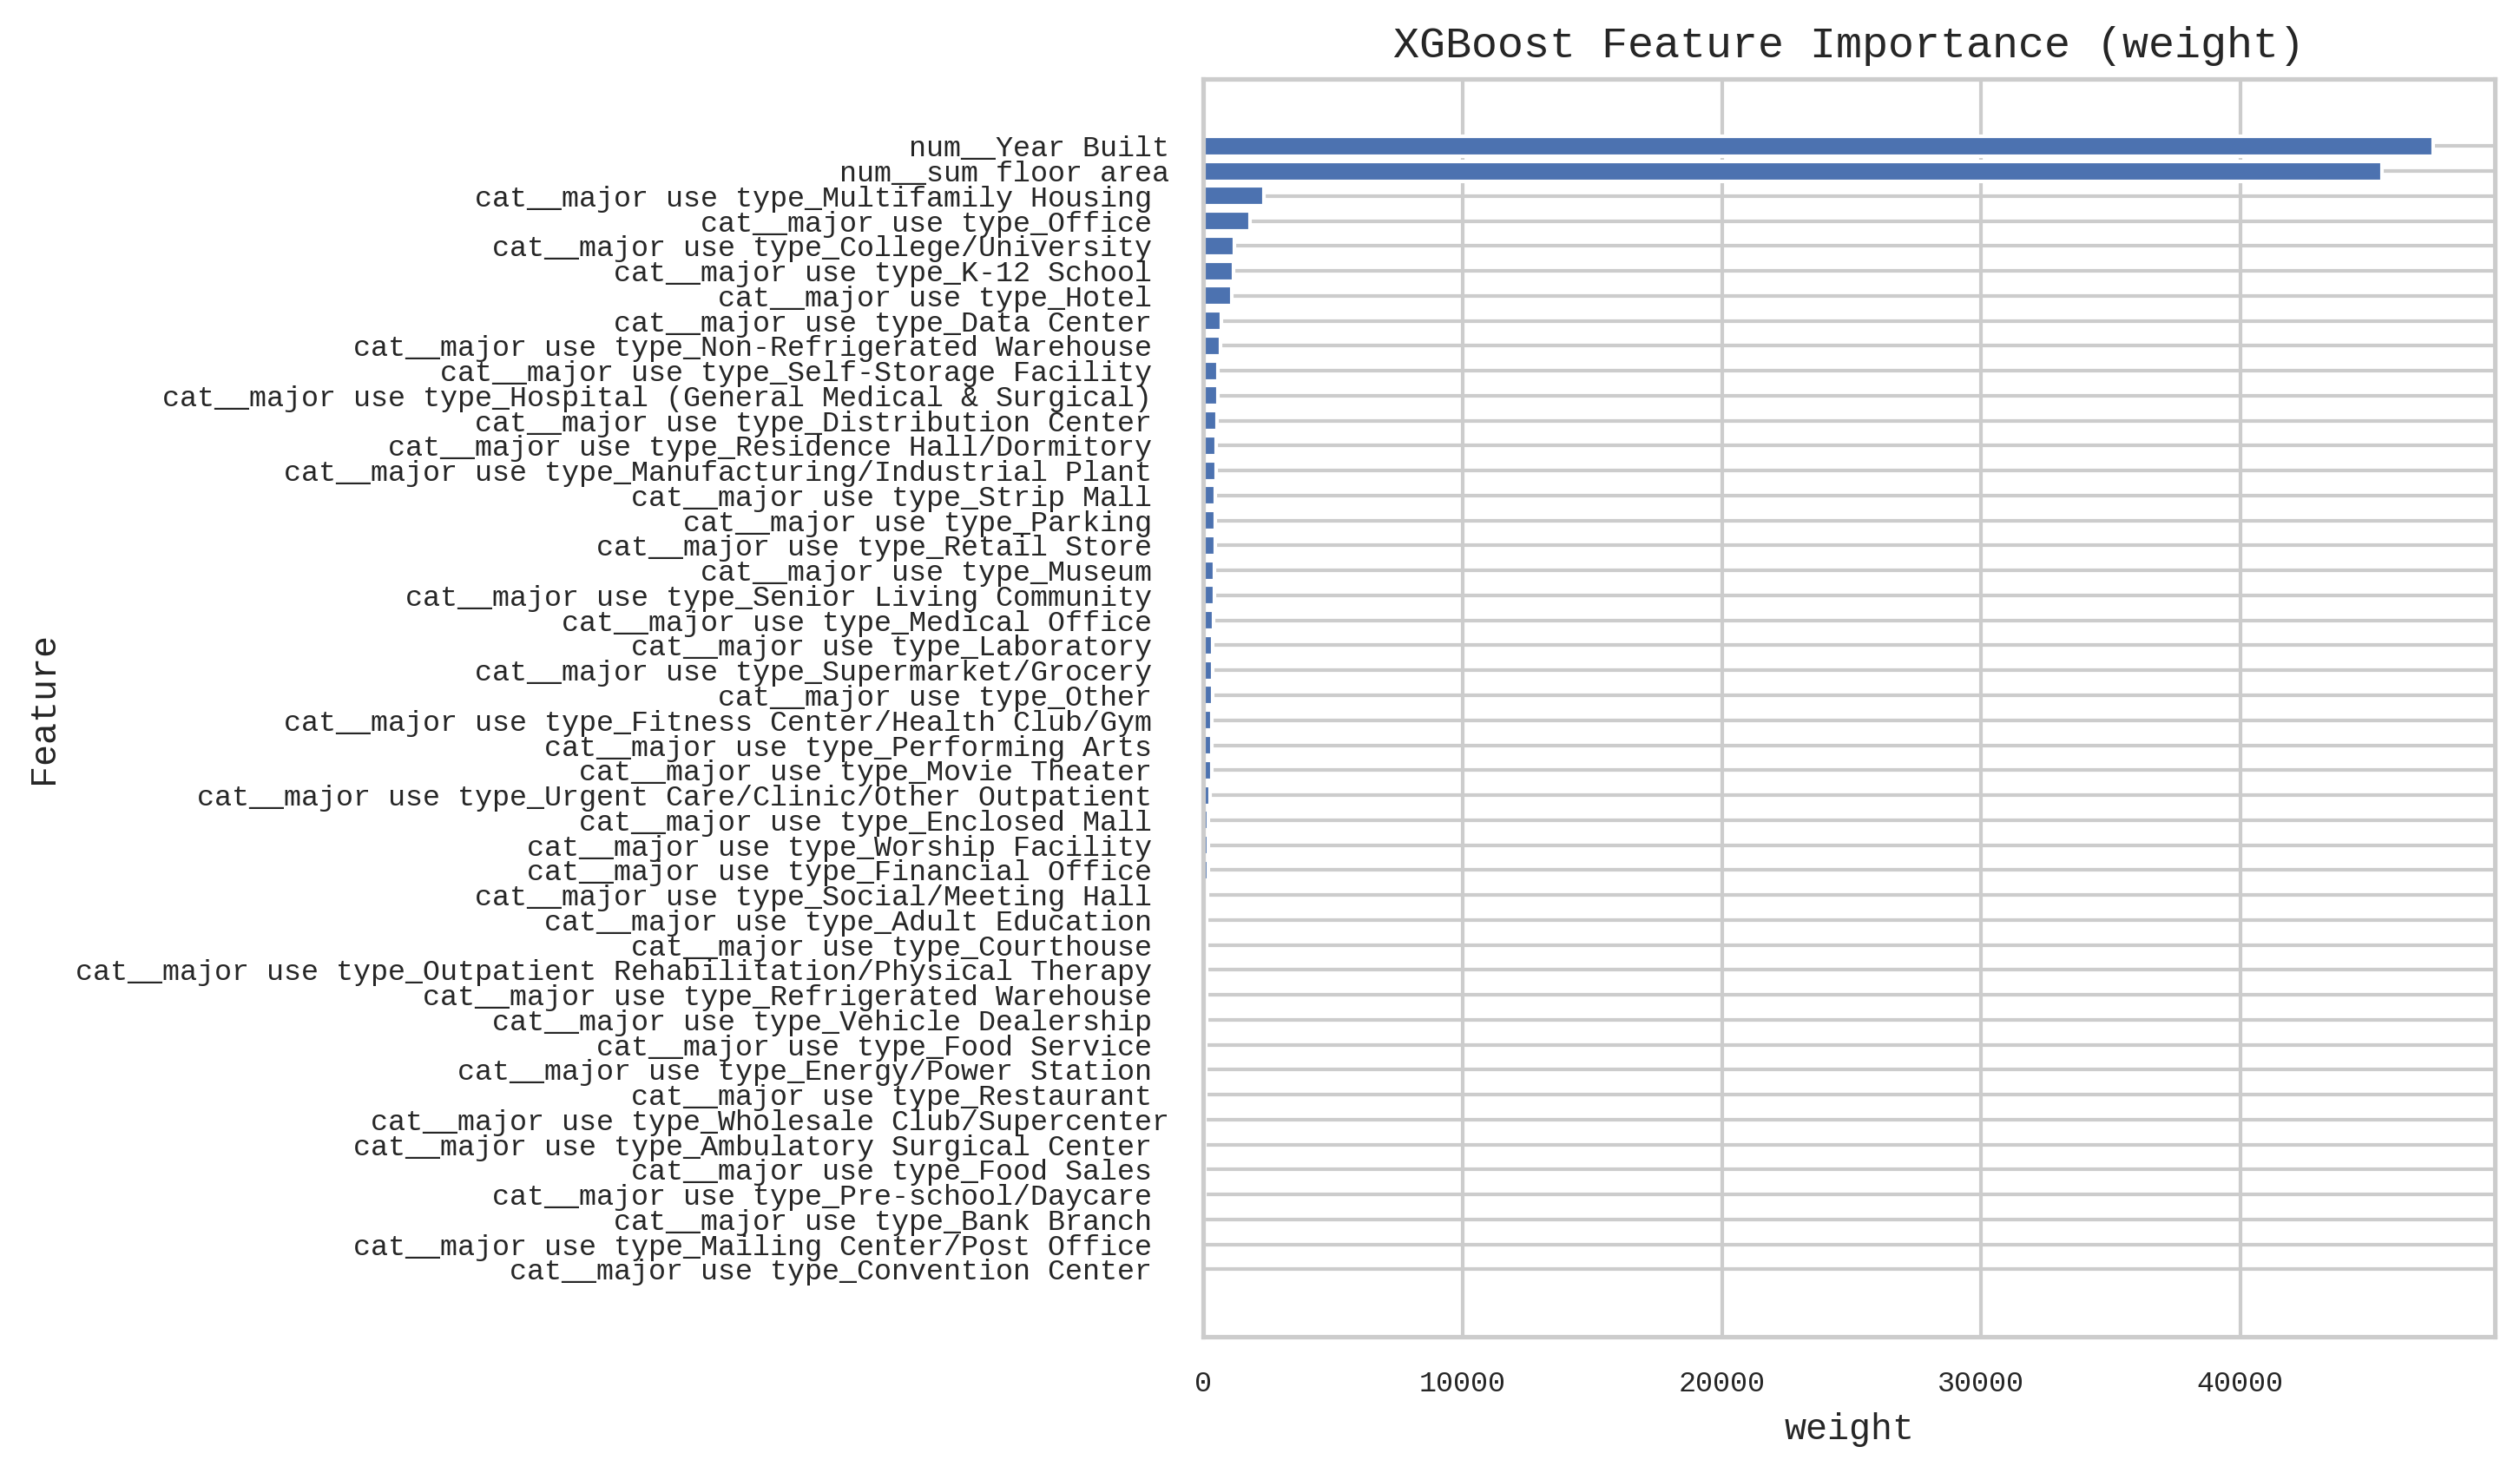 XGBoost Feature Importance (weight)
num__Year Built
num__sum floor area
cat__major use type_Multifamily Housing
cat__major use type_Office
cat__major use type_College/University
cat__major use type_K-12 School
cat__major use type_Hotel
cat__major use type_Data Center
cat__major use type_Non-Refrigerated Warehouse
cat__major use type_Self-Storage Facility
cat__major use type_Hospital (General Medical & Surgical)
cat__major use type_Distribution Center
cat__major use type_Residence Hall/Dormitory
cat__major use type_Manufacturing/Industrial Plant
cat__major use type_Strip Mall
cat__major use type_Parking
cat__major use type_Retail Store
cat__major use type_Museum
cat__major use type_Senior Living Community
cat__major use type_Medical Office
cat__major use type_Laboratory
cat__major use type_Supermarket/Grocery
cat__major use type_Other
cat__major use type_Fitness Center/Health Club/Gym
cat__major use type_Performing Arts
cat__major use type_Movie Theater
cat__major use type_Urgent Care/Clinic/Other Outpatient
cat__major use type_Enclosed Mall
cat__major use type_Worship Facility
cat__major use type_Financial Office
cat__major use type_Social/Meeting Hall
cat__major use type_Adult Education
cat__major use type_Courthouse
cat__major use type_Outpatient Rehabilitation/Physical Therapy
cat__major use type_Refrigerated Warehouse
cat__major use type_Vehicle Dealership
cat__major use type_Food Service
cat__major use type_Energy/Power Station
cat__major use type_Restaurant
cat__major use type_Wholesale Club/Supercenter
cat__major use type_Ambulatory Surgical Center
cat__major use type_Food Sales
cat__major use type_Pre-school/Daycare
cat__major use type_Bank Branch
cat__major use type_Mailing Center/Post Office
cat__major use type_Convention Center
Feature
0 10000 20000 30000 40000
weight